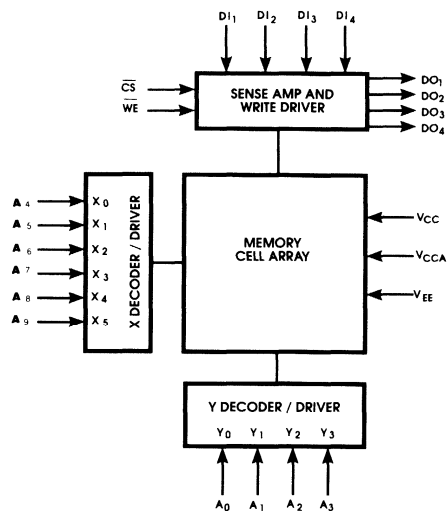 DI1 DI2 DI3 DI4
CS
WE
SENSE AMP AND
WRITE DRIVER
DO1
DO2
DO3
DO4
A4 X0
A5 X1
A6 X2
A7 X3
A8 X4
A9 X5
X DECODER / DRIVER
MEMORY
CELL ARRAY
VCC
VCCA
VEE
Y DECODER / DRIVER
Y0 Y1 Y2 Y3
A0 A1 A2 A3